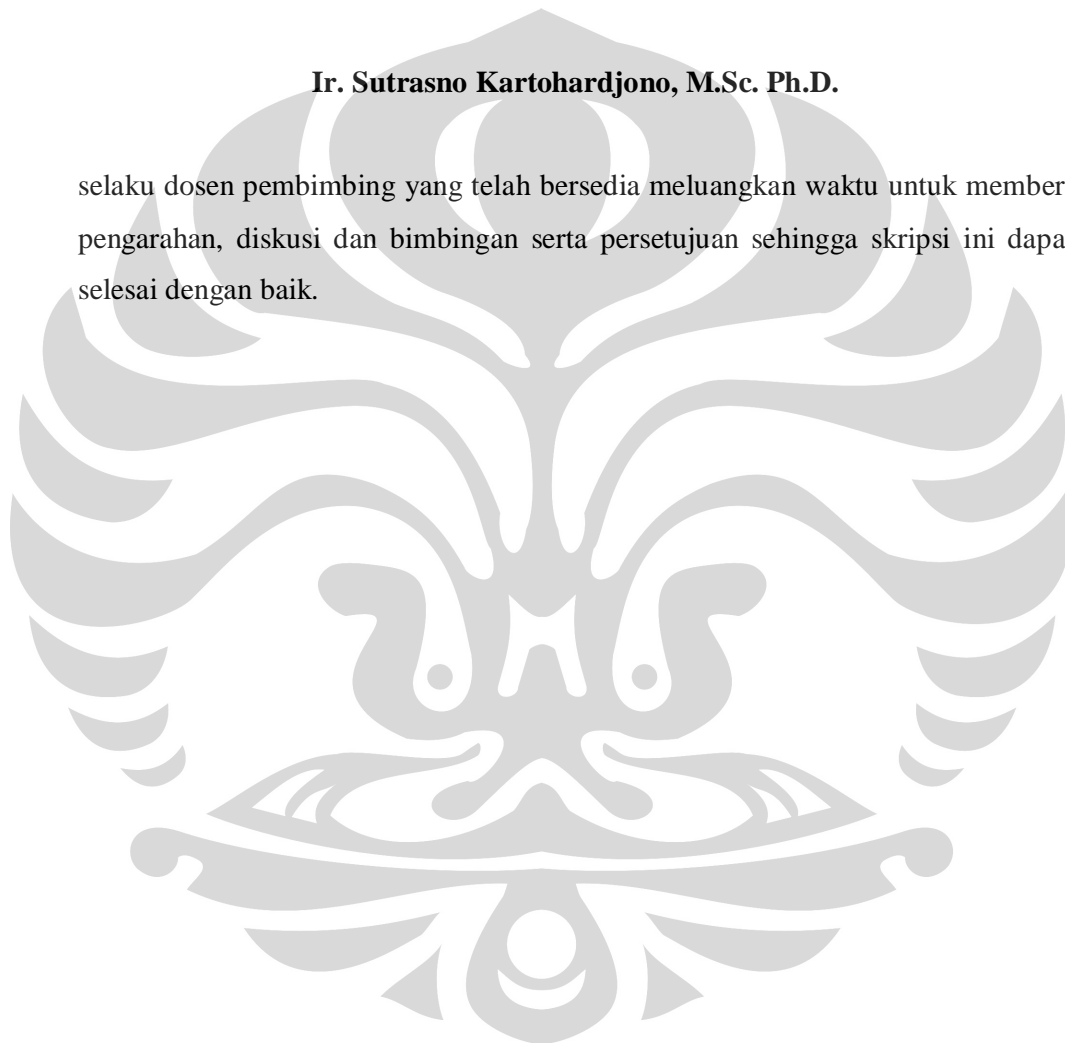 Ir. Sutrasno Kartohardjono, M.Sc. Ph.D.
selaku dosen pembimbing yang telah bersedia meluangkan waktu untuk member
pengarahan, diskusi dan bimbingan serta persetujuan sehingga skripsi ini dapa
selesai dengan baik.